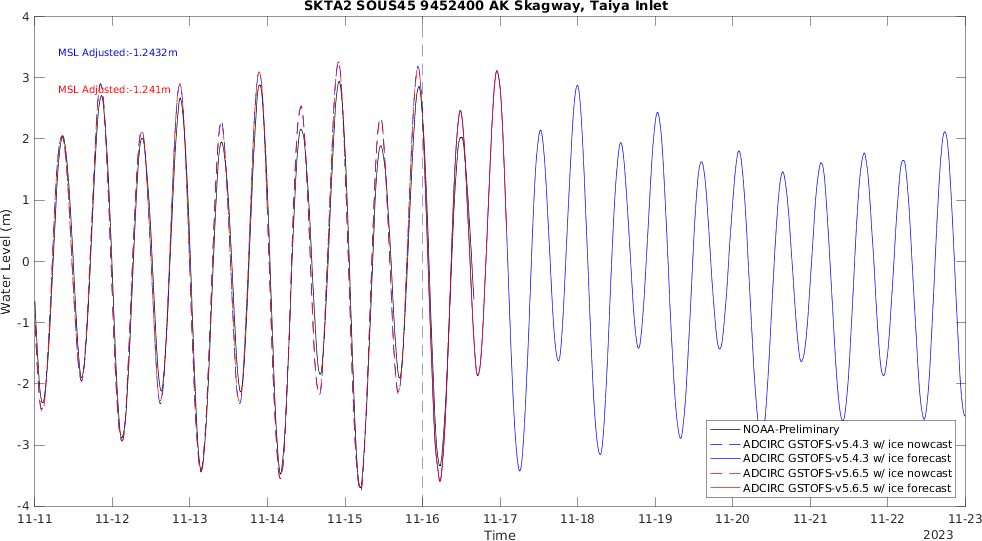 SKTA2 SOUS45 9452400 AK Skagway, Taiya Inlet
MSL Adjusted:-1.2432m
MSL Adjusted:-1.241m
4
3
2
1
0
-1
-2
-3
-4
Water Level (m)
NOAA-Preliminary
ADCIRC GSTOFS-v5.4.3 w/ ice nowcast
ADCIRC GSTOFS-v5.4.3 w/ ice forecast
ADCIRC GSTOFS-v5.6.5 w/ ice nowcast
ADCIRC GSTOFS-v5.6.5 w/ ice forecast
11-11 11-12 11-13 11-14 11-15 11-16 11-17 11-18 11-19 11-20 11-21 11-22 11-23
Time
2023